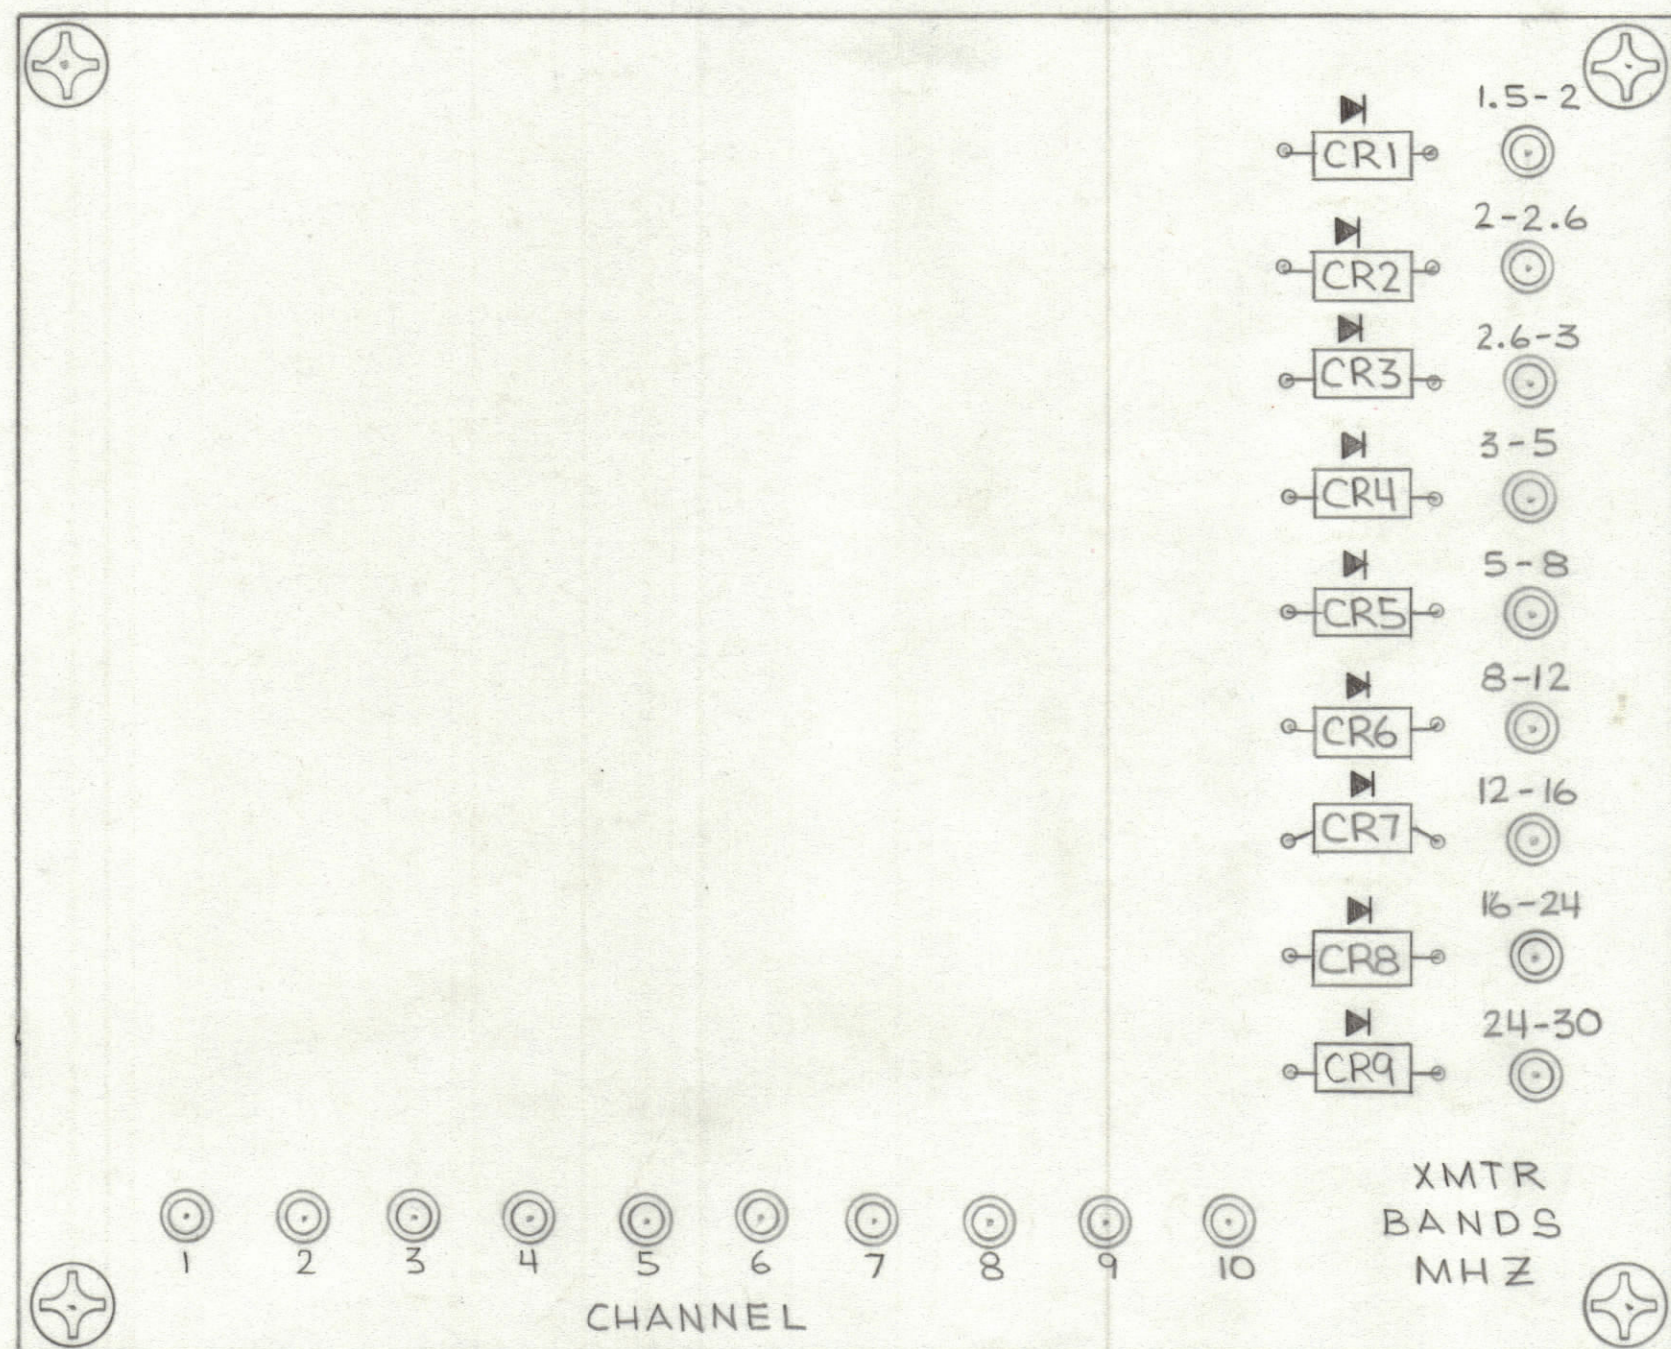 1.5-2
CR1
2-2.6
CR2
2.6-3
CR3
3-5
CR4
5-8
CR5
8-12
CR6
12-16
CR7
16-24
CR8
24-30
CR9
XMTR
BANDS
MHZ
1 2 3 4 5 6 7 8 9 10
CHANNEL